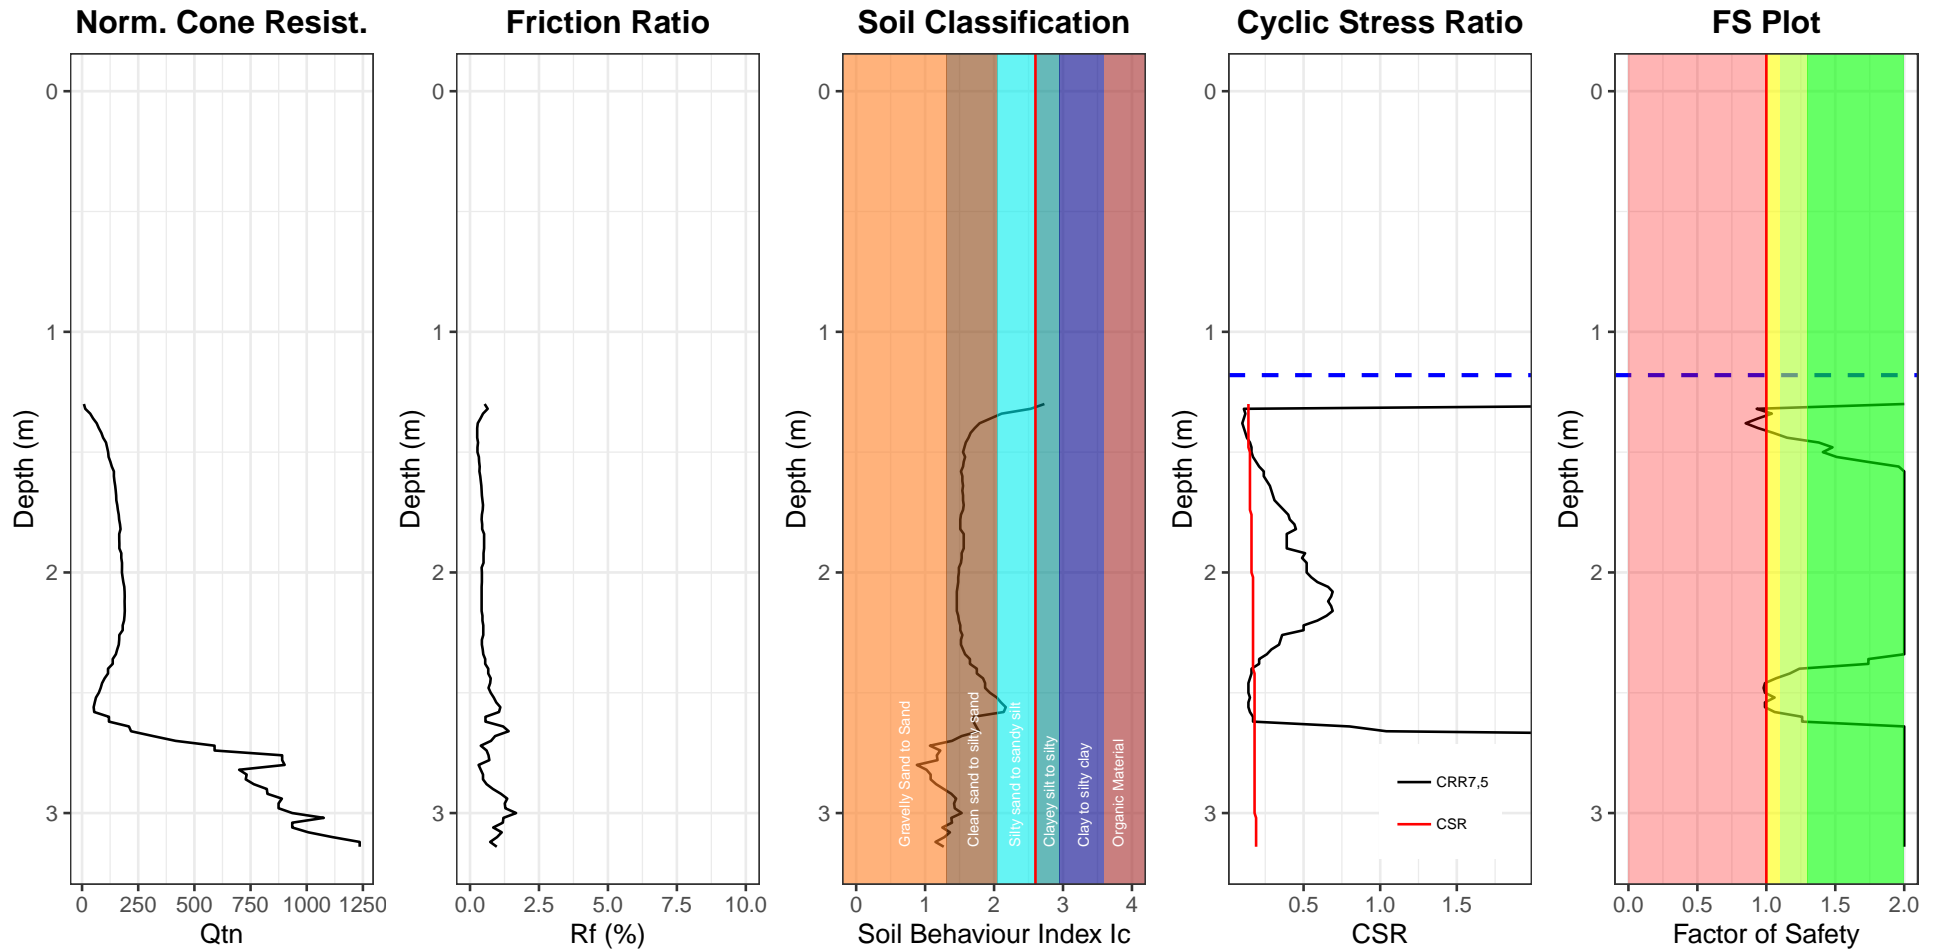 Norm. Cone Resist.
0
1
2
3
Depth (m)
0 250 500 750 1000 1250
Qtn
Friction Ratio
0
1
2
3
Depth (m)
0.0 2.5 5.0 7.5 10.0
Rf (%)
Soil Classification
0
1
2
3
Depth (m)
Gravelly Sand to Sand
Clean sand to silty sand
Silty sand to sandy silt
Clayey silt to silty
Clay to silty clay
Organic Material
0 1 2 3 4
Soil Behaviour Index Ic
Cyclic Stress Ratio
0
1
2
3
Depth (m)
CRR7,5
CSR
0.5 1.0 1.5
CSR
FS Plot
0
1
2
3
Depth (m)
0.0 0.5 1.0 1.5 2.0
Factor of Safety